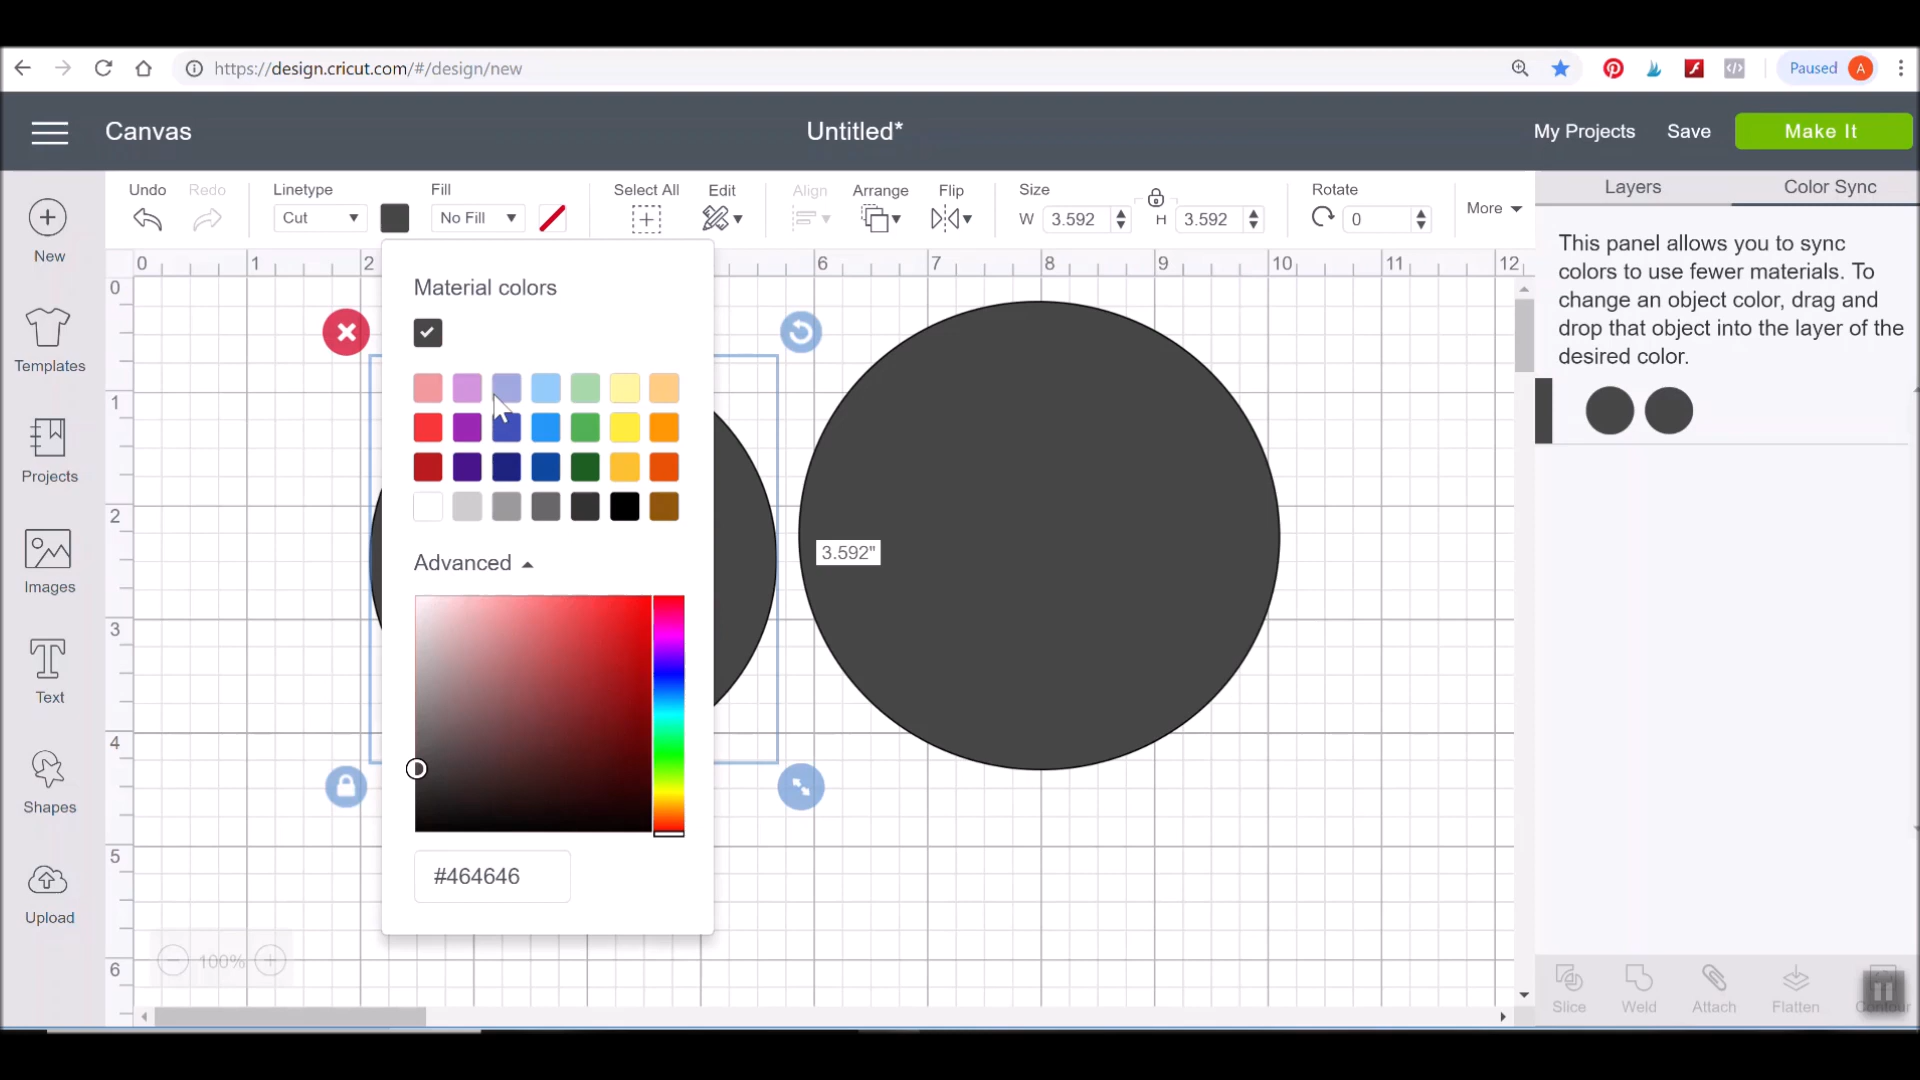 https://design.cricut.com/#/design/new
Paused A
Canvas
Untitled*
My Projects
Save
Make It
Undo
Redo
Linetype
Fill
Select All
Edit
Align
Arrange
Flip
Size
Rotate
More
Cut
No Fill
W 3.592
H 3.592
0
Layers
Color Sync
New
Templates
Projects
Images
Text
Shapes
Upload
0 1 2 6 7 8 9 10 11 12
0
1
2
3
4
5
6
Material colors
Advanced
#464646
3.592"
100%
This panel allows you to sync
colors to use fewer materials. To
change an object color, drag and
drop that object into the layer of the
desired color.
Slice
Weld
Attach
Flatten
Contour